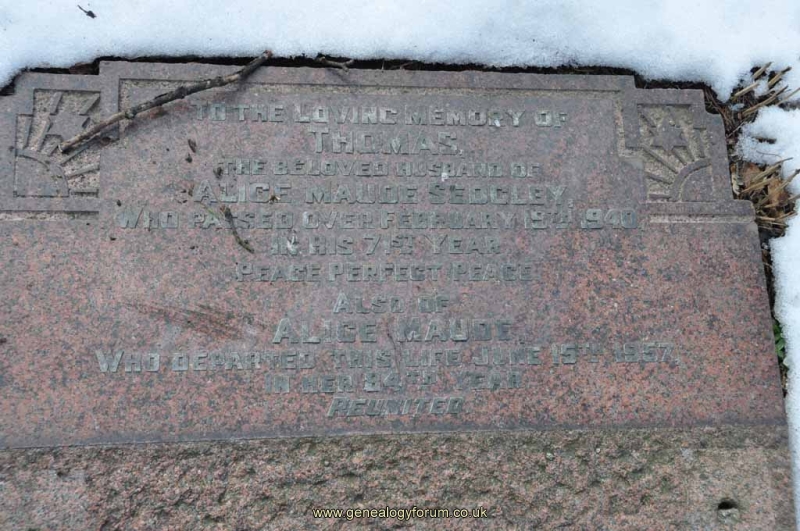 TO THE LOVING MEMORY OF
THOMAS,
THE BELOVED HUSBAND OF
ALICE MAUDE SEDGLEY,
WHO PASSED OVER FEBRUARY 19TH 1940,
IN HIS 71ST YEAR
PEACE PERFECT PEACE
ALSO OF
ALICE MAUDE,
WHO DEPARTED THIS LIFE JUNE 15TH 1957,
IN HER 84TH YEAR
REUNITED
www.genealogyforum.co.uk